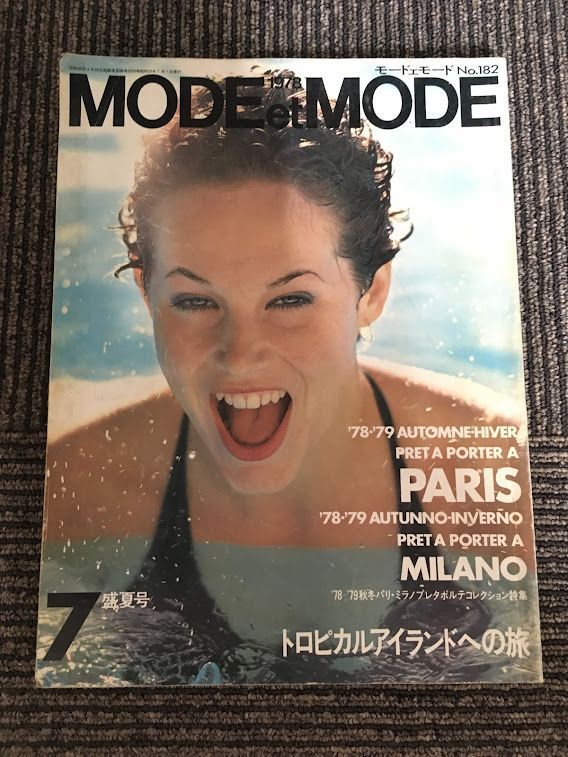 モードェモード No.182
MODE et MODE
1978
'78-'79 AUTOMNE-HIVER
PRET A PORTER A
PARIS
'78-'79 AUTUNNO-INVERNO
PRET A PORTER A
MILANO
'78-'79秋冬パリ・ミラノプレタポルテコレクション特集
トロピカルアイランドへの旅
7 盛夏号